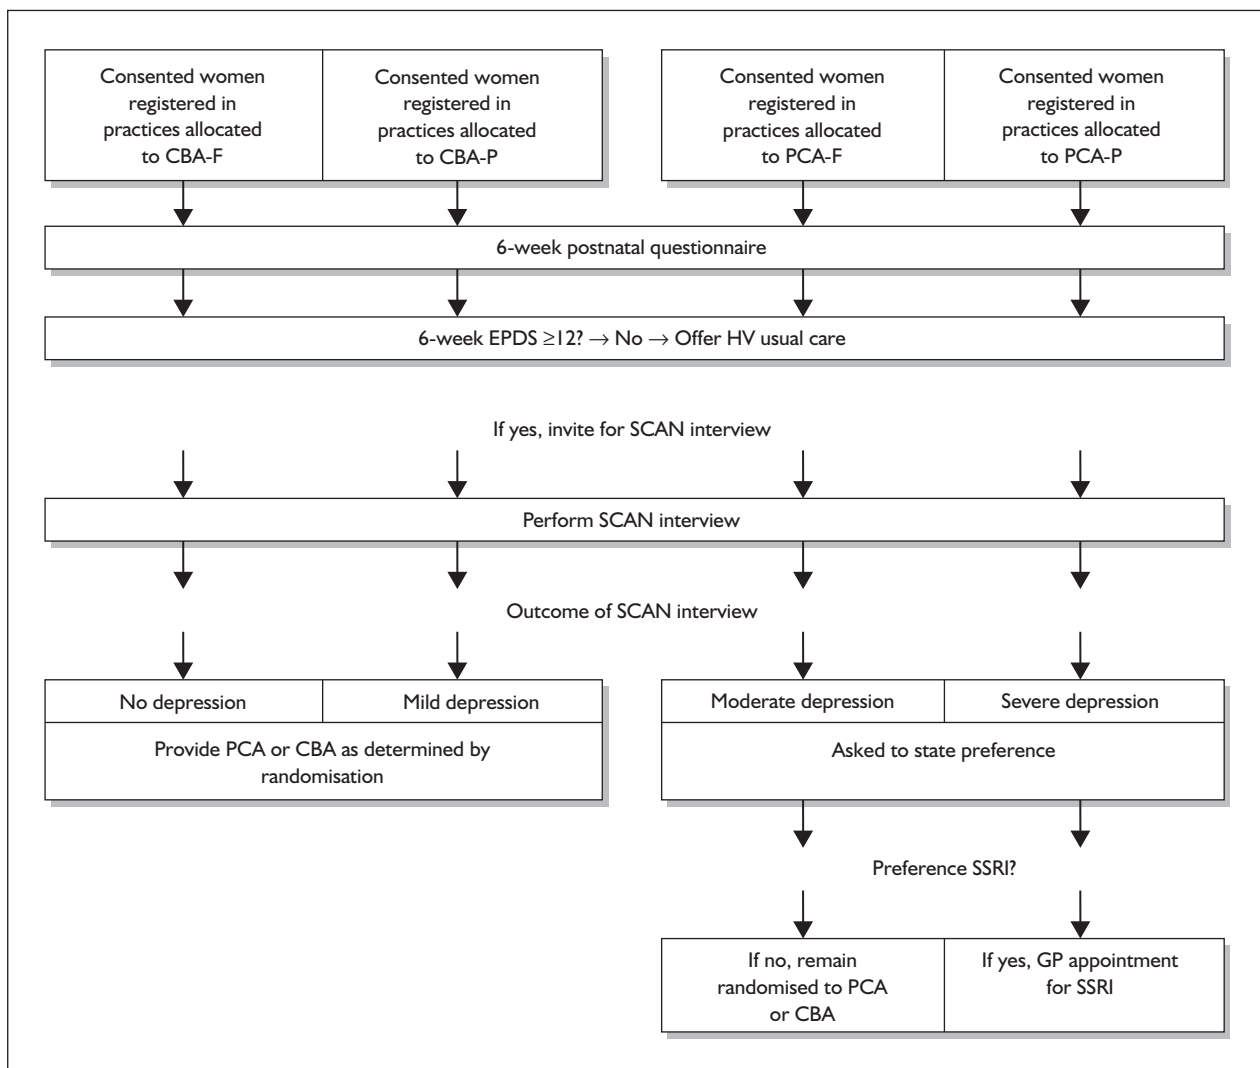 Consented women
registered in
practices allocated
to CBA-F
Consented women
registered in
practices allocated
to CBA-P
Consented women
registered in
practices allocated
to PCA-F
Consented women
registered in
practices allocated
to PCA-P
6-week postnatal questionnaire
6-week EPDS ≥12? → No → Offer HV usual care
If yes, invite for SCAN interview
Perform SCAN interview
Outcome of SCAN interview
No depression
Mild depression
Moderate depression
Severe depression
Provide PCA or CBA as determined by
randomisation
Asked to state preference
Preference SSRI?
If no, remain
randomised to PCA
or CBA
If yes, GP appointment
for SSRI